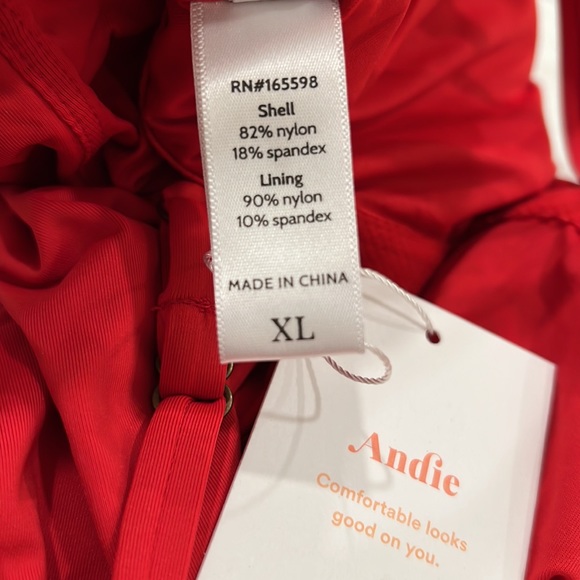 RN#165598
Shell
82% nylon
18% spandex
Lining
90% nylon
10% spandex
MADE IN CHINA
XL
Andie
Comfortable looks
good on you.